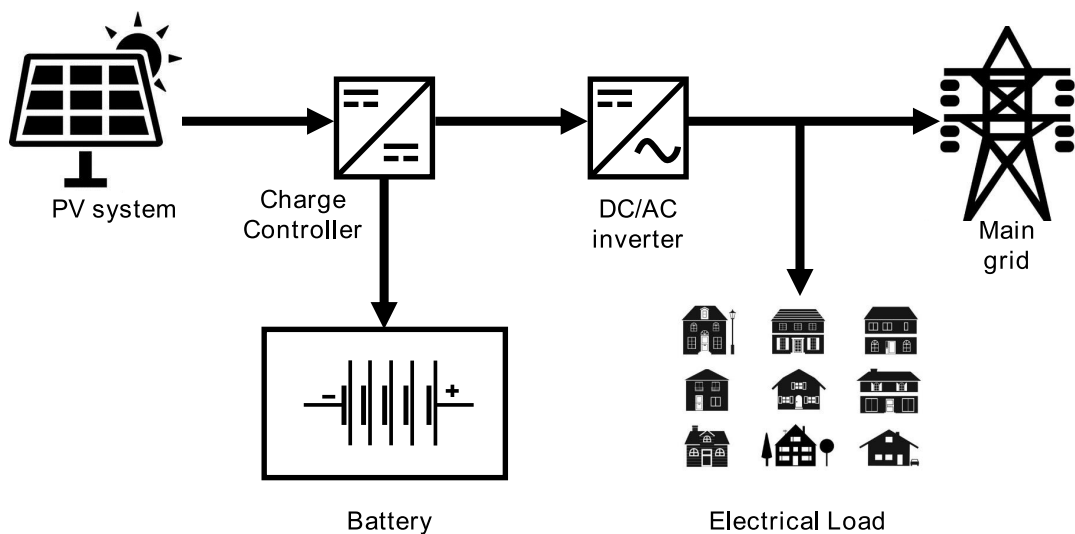 PV system
Charge
Controller
DC/AC
inverter
Main
grid
- +
Battery
Electrical Load